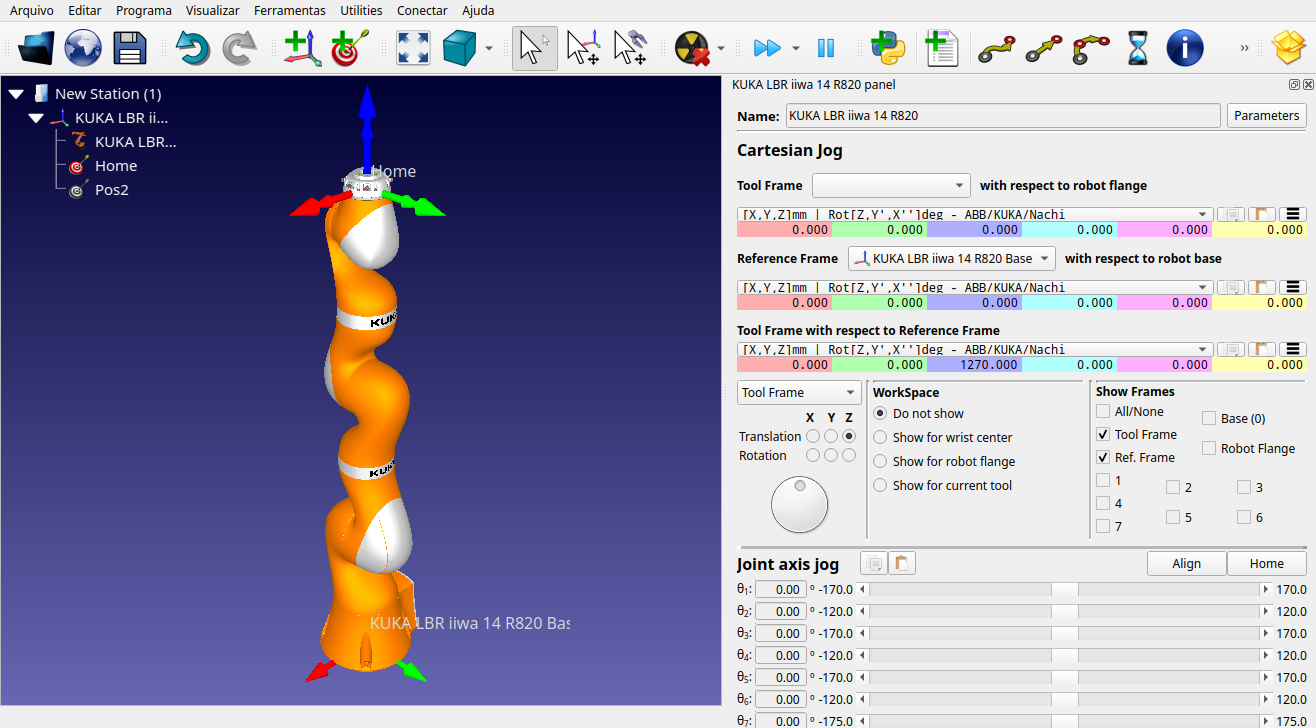 Arquivo Editar Programa Visualizar Ferramentas Utilities Conectar Ajuda
New Station (1)
KUKA LBR ii...
KUKA LBR...
Home
Pos2
Home
KUKA
KUKA
KUKA LBR iiwa 14 R820 Bas
KUKA LBR iiwa 14 R820 panel
Name: KUKA LBR iiwa 14 R820 Parameters
Cartesian Jog
Tool Frame with respect to robot flange
[X,Y,Z]mm | Rot[Z,Y',X'']deg - ABB/KUKA/Nachi
0.000 0.000 0.000 0.000 0.000 0.000
Reference Frame KUKA LBR iiwa 14 R820 Base with respect to robot base
[X,Y,Z]mm | Rot[Z,Y',X'']deg - ABB/KUKA/Nachi
0.000 0.000 0.000 0.000 0.000 0.000
Tool Frame with respect to Reference Frame
[X,Y,Z]mm | Rot[Z,Y',X'']deg - ABB/KUKA/Nachi
0.000 0.000 1270.000 0.000 0.000 0.000
Tool Frame
X Y Z
Translation
Rotation
WorkSpace
Do not show
Show for wrist center
Show for robot flange
Show for current tool
Show Frames
All/None Base (0)
Tool Frame
Robot Flange
Ref. Frame
1 2 3
4 5 6
7
Joint axis jog Align Home
θ1: 0.00 º -170.0 170.0
θ2: 0.00 º -120.0 120.0
θ3: 0.00 º -170.0 170.0
θ4: 0.00 º -120.0 120.0
θ5: 0.00 º -170.0 170.0
θ6: 0.00 º -120.0 120.0
θ7: 0.00 º -175.0 175.0